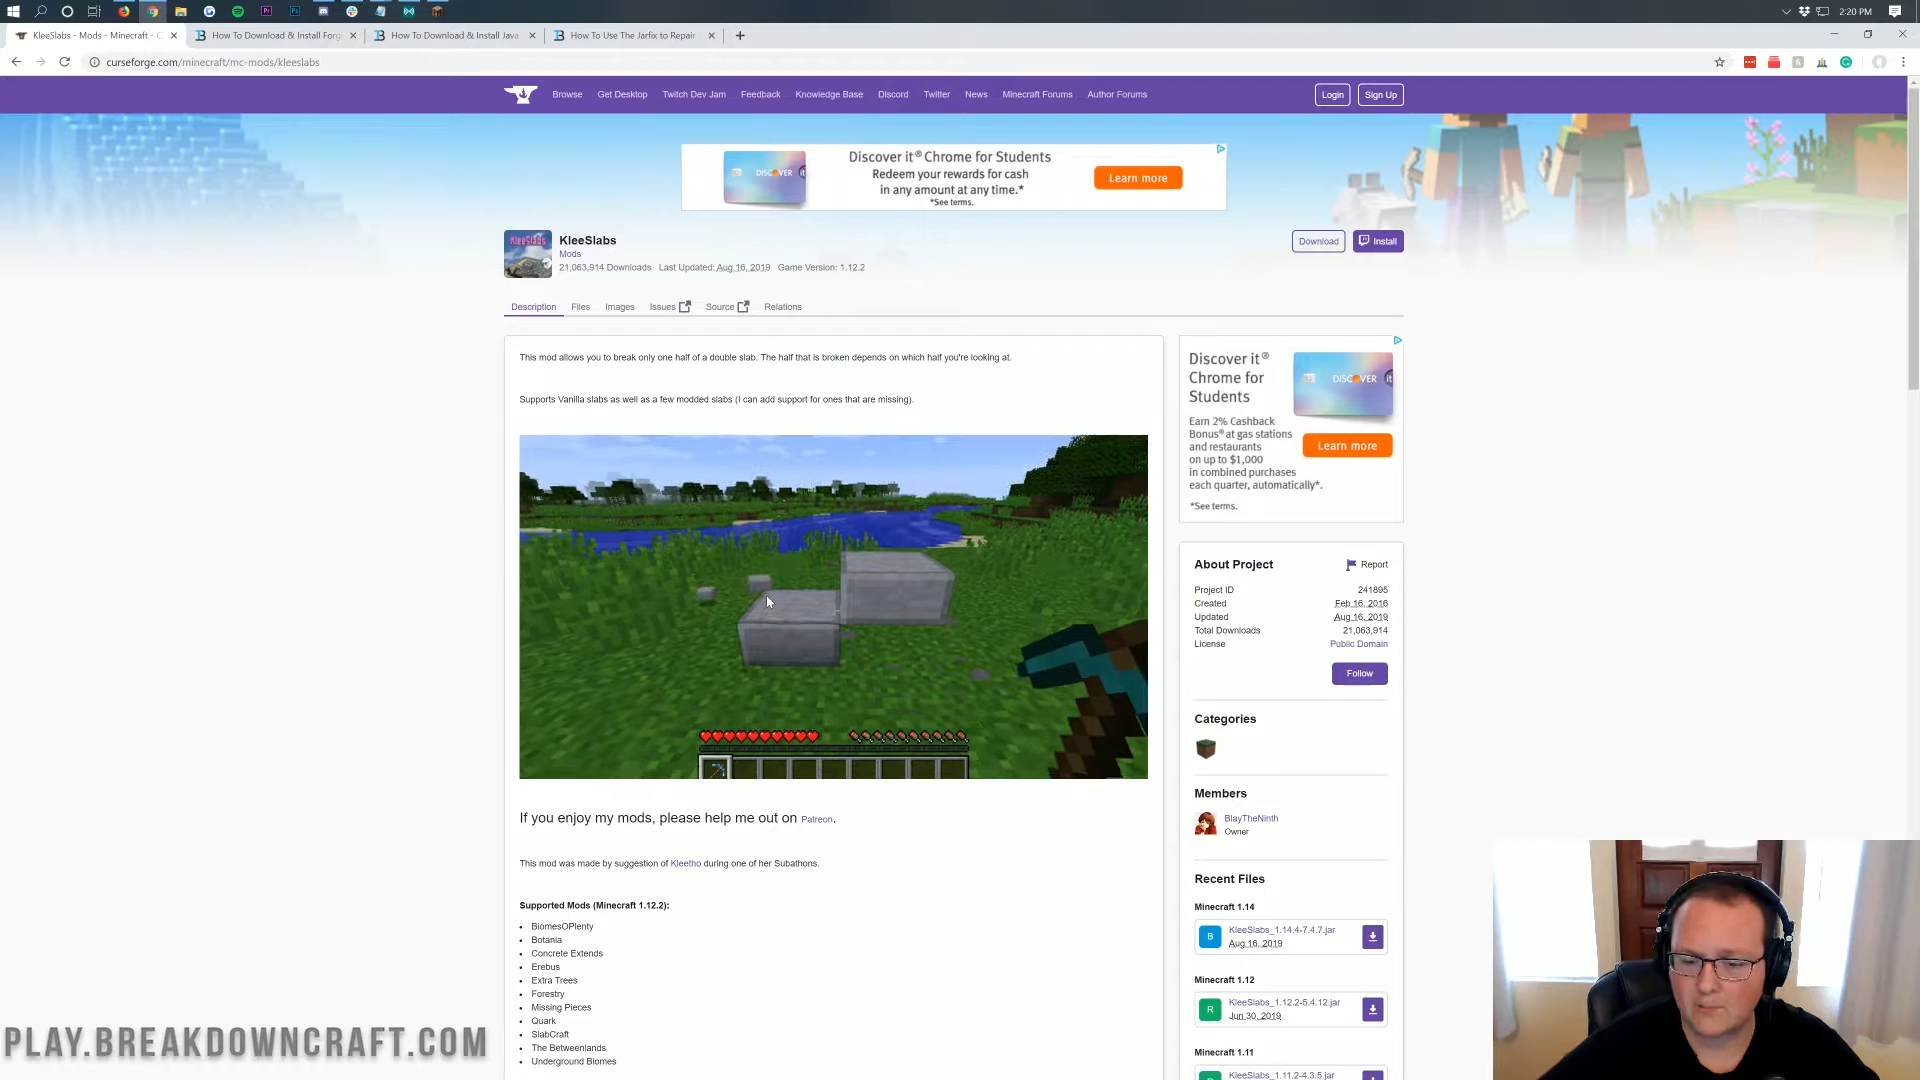 2:20 PM
KleeSlabs - Mods - Minecraft - C
How To Download & Install Forg
How To Download & Install Java
How To Use The Jarfix to Repair
curseforge.com/minecraft/mc-mods/kleeslabs
Browse Get Desktop Twitch Dev Jam Feedback Knowledge Base Discord Twitter News Minecraft Forums Author Forums Login Sign Up
Discover it® Chrome for Students
Redeem your rewards for cash
in any amount at any time.*
*See terms.
Learn more
KleeSlabs
Mods
21,063,914 Downloads Last Updated: Aug 16, 2019 Game Version: 1.12.2
Download Install
Description Files Images Issues Source Relations
This mod allows you to break only one half of a double slab. The half that is broken depends on which half you're looking at.
Supports Vanilla slabs as well as a few modded slabs (I can add support for ones that are missing).
If you enjoy my mods, please help me out on Patreon.
This mod was made by suggestion of Kleetho during one of her Subathons.
Supported Mods (Minecraft 1.12.2):
BiomesOPlenty
Botania
Concrete Extends
Erebus
Extra Trees
Forestry
Missing Pieces
Quark
SlabCraft
The Betweenlands
Underground Biomes
Discover it®
Chrome for
Students
DISCOVER it
Earn 2% Cashback
Bonus® at gas stations
and restaurants
on up to $1,000
in combined purchases
each quarter, automatically*.
Learn more
*See terms.
About Project
Report
Project ID 241895
Created Feb 16, 2016
Updated Aug 16, 2019
Total Downloads 21,063,914
License Public Domain
Follow
Categories
Members
BlayTheNinth
Owner
Recent Files
Minecraft 1.14
B KleeSlabs_1.14.4-7.4.7.jar
Aug 16, 2019
Minecraft 1.12
R KleeSlabs_1.12.2-5.4.12.jar
Jun 30, 2019
Minecraft 1.11
KleeSlabs_1.11.2-4.3.5.jar
PLAY.BREAKDOWNCRAFT.COM